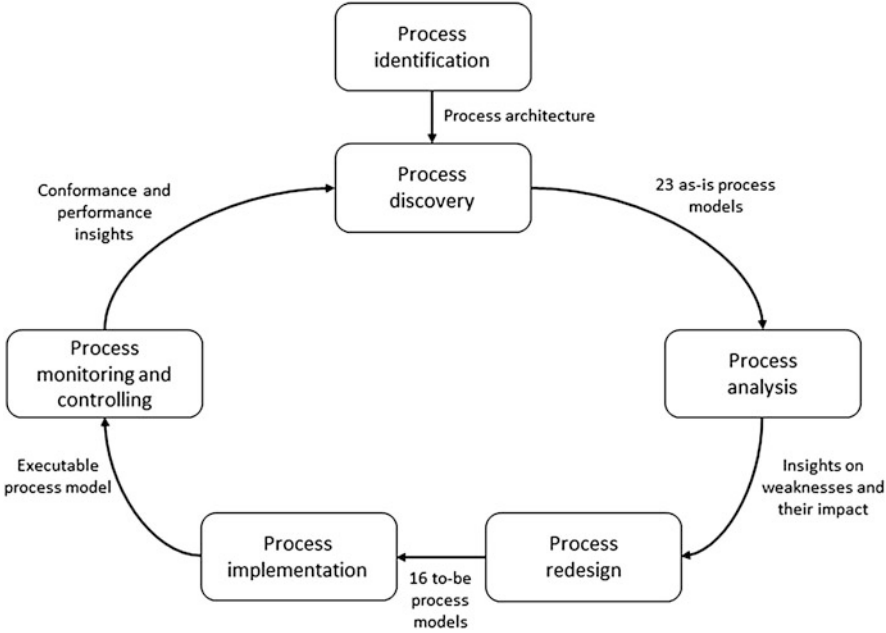 Process
identification
Process architecture
Process
discovery
23 as-is process
models
Process
analysis
Insights on
weaknesses and
their impact
Process
redesign
16 to-be
process
models
Process
implementation
Executable
process model
Process
monitoring and
controlling
Conformance and
performance
insights